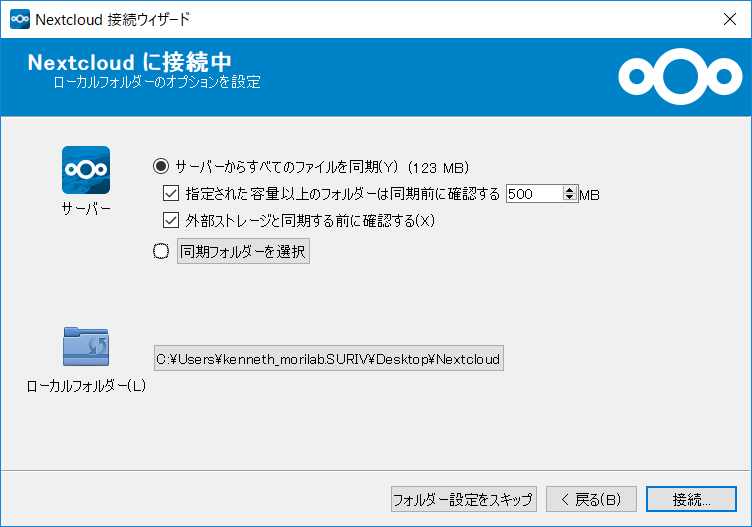 Nextcloud 接続ウィザード
Nextcloud に接続中
ローカルフォルダーのオプションを設定
サーバー
サーバーからすべてのファイルを同期(Y) (123 MB)
指定された容量以上のフォルダーは同期前に確認する 500 MB
外部ストレージと同期する前に確認する(X)
同期フォルダーを選択
ローカルフォルダー(L)
C:¥Users¥kenneth_morilab.SURIV¥Desktop¥Nextcloud
フォルダー設定をスキップ
< 戻る(B)
接続...